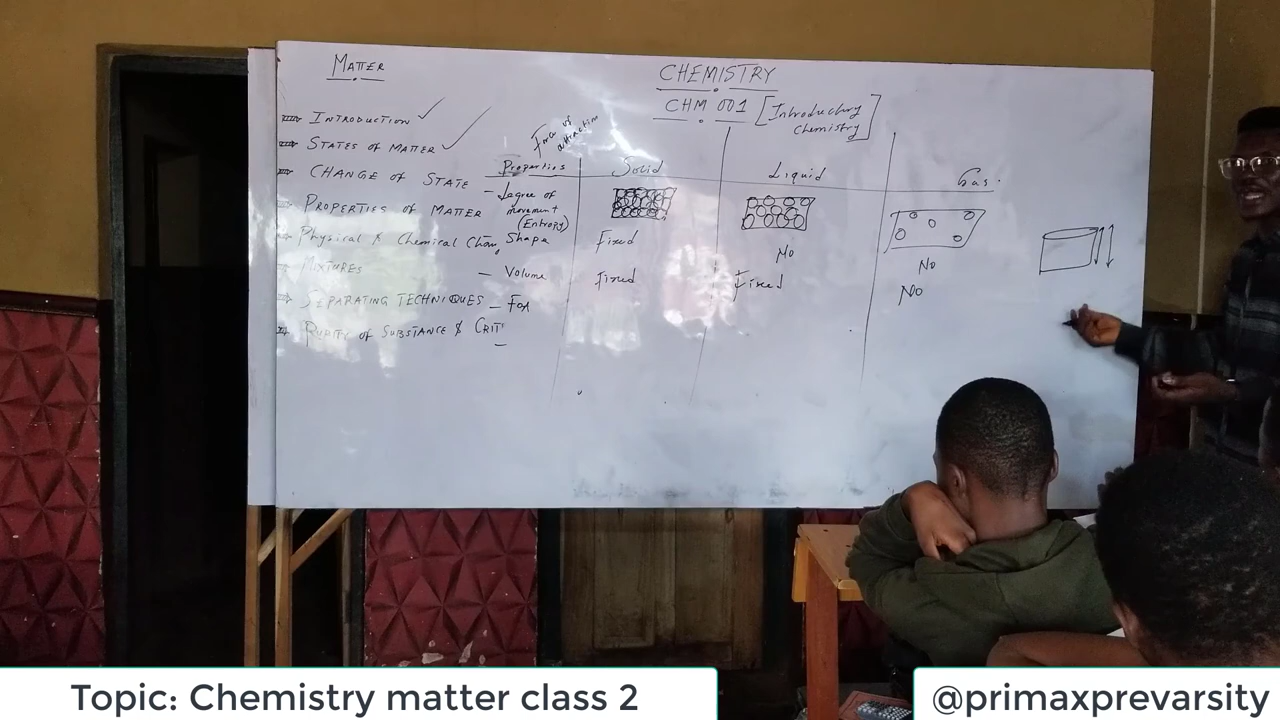 MATTER
INTRODUCTION
STATES OF MATTER
CHANGE OF STATE
PROPERTIES OF MATTER
Physical & Chemical Chang
MIXTURES
SEPARATING TECHNIQUES
PURITY OF SUBSTANCE & CRIT
CHEMISTRY
CHM 001 [Introductory
chemistry]
Force of
attraction
Properties Solid Liquid Gas
- Degree of
movement
(Entropy)
Shape Fixed No No
- Volume Fixed Fixed No
- FOA
Topic: Chemistry matter class 2
@primaxprevarsity